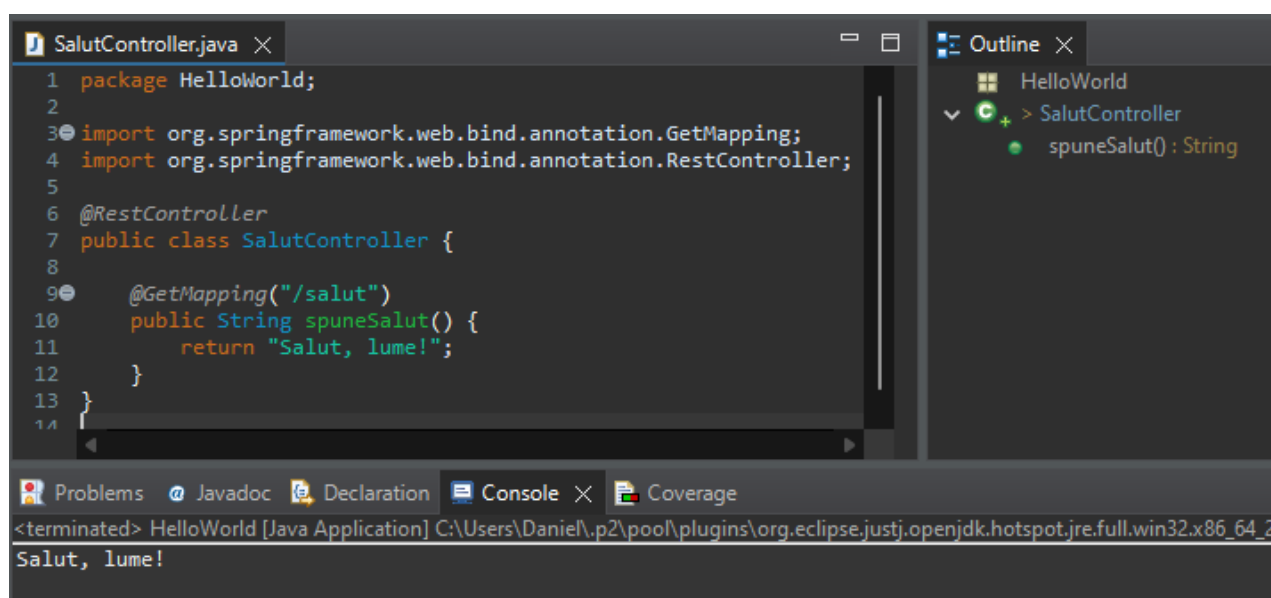 SalutController.java
1 package HelloWorld;
2
3 import org.springframework.web.bind.annotation.GetMapping;
4 import org.springframework.web.bind.annotation.RestController;
5
6 @RestController
7 public class SalutController {
8
9     @GetMapping("/salut")
10     public String spuneSalut() {
11         return "Salut, lume!";
12     }
13 }
14
Outline
HelloWorld
> SalutController
spuneSalut() : String
Problems @ Javadoc Declaration Console Coverage
<terminated> HelloWorld [Java Application] C:\Users\Daniel\.p2\pool\plugins\org.eclipse.justj.openjdk.hotspot.jre.full.win32.x86_64_2
Salut, lume!